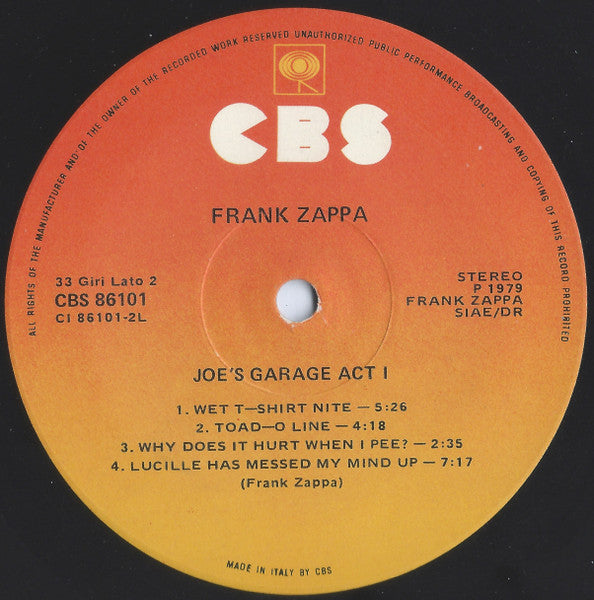 ALL RIGHTS OF THE MANUFACTURER AND OF THE OWNER OF THE RECORDED WORK RESERVED UNAUTHORIZED PUBLIC PERFORMANCE BROADCASTING AND COPYING OF THIS RECORD PROHIBITED
CBS
FRANK ZAPPA
33 Giri Lato 2
CBS 86101
CI 86101-2L
STEREO
P 1979
FRANK ZAPPA
SIAE/DR
JOE'S GARAGE ACT I
1. WET T—SHIRT NITE — 5:26
2. TOAD—O LINE — 4:18
3. WHY DOES IT HURT WHEN I PEE? — 2:35
4. LUCILLE HAS MESSED MY MIND UP — 7:17
(Frank Zappa)
MADE IN ITALY BY CBS